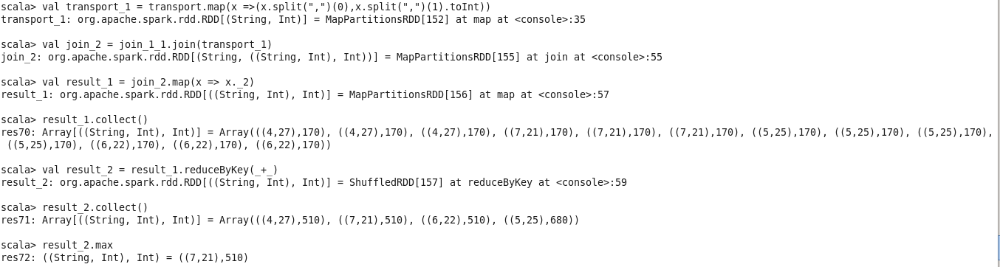 scala> val transport_1 = transport.map(x =>(x.split(",")(0),x.split(",")(1).toInt))
transport_1: org.apache.spark.rdd.RDD[(String, Int)] = MapPartitionsRDD[152] at map at <console>:35
scala> val join_2 = join_1_1.join(transport_1)
join_2: org.apache.spark.rdd.RDD[(String, ((String, Int), Int))] = MapPartitionsRDD[155] at join at <console>:55
scala> val result_1 = join_2.map(x => x._2)
result_1: org.apache.spark.rdd.RDD[((String, Int), Int)] = MapPartitionsRDD[156] at map at <console>:57
scala> result_1.collect()
res70: Array[((String, Int), Int)] = Array(((4,27),170), ((4,27),170), ((4,27),170), ((7,21),170), ((7,21),170), ((7,21),170), ((5,25),170), ((5,25),170), ((5,25),170),
((5,25),170), ((6,22),170), ((6,22),170), ((6,22),170))
scala> val result_2 = result_1.reduceByKey(_+_)
result_2: org.apache.spark.rdd.RDD[((String, Int), Int)] = ShuffledRDD[157] at reduceByKey at <console>:59
scala> result_2.collect()
res71: Array[((String, Int), Int)] = Array(((4,27),510), ((7,21),510), ((6,22),510), ((5,25),680))
scala> result_2.max
res72: ((String, Int), Int) = ((7,21),510)